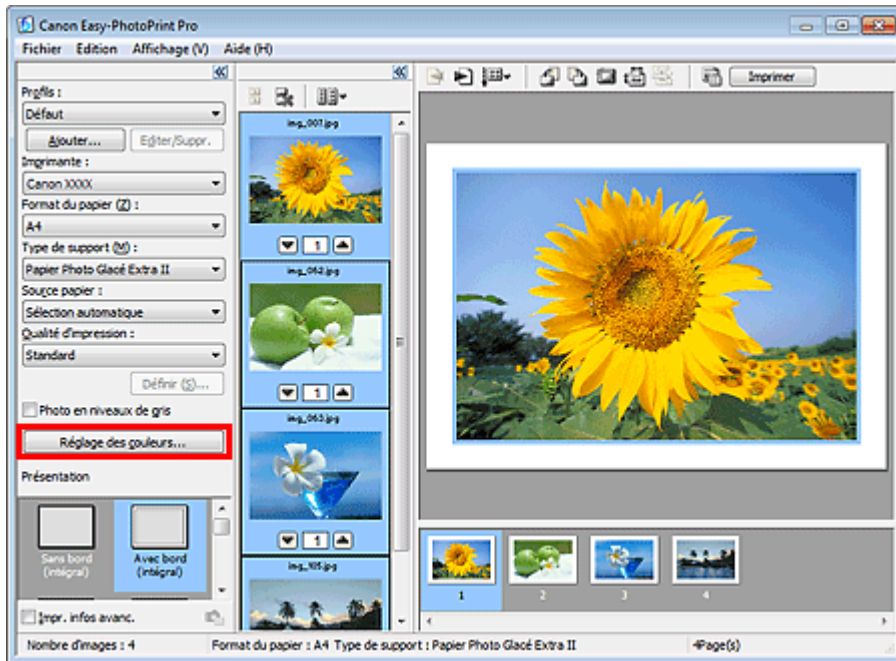 Canon Easy-PhotoPrint Pro
Fichier Edition Affichage (V) Aide (H)
Profils :
Défaut
Ajouter... Editer/Suppr.
Imprimante :
Canon XXXX
Format du papier (Z) :
A4
Type de support (M) :
Papier Photo Glacé Extra II
Source papier :
Sélection automatique
Qualité d'impression :
Standard
Définir (S)...
Photo en niveaux de gris
Réglage des couleurs...
Présentation
Sans bord (intégral)
Avec bord (intégral)
Impr. infos avanc.
img_001.jpg
1
img_062.jpg
1
img_063.jpg
1
img_105.jpg
Imprimer
1 2 3 4
Nombre d'images : 4 Format du papier : A4 Type de support : Papier Photo Glacé Extra II 4Page(s)